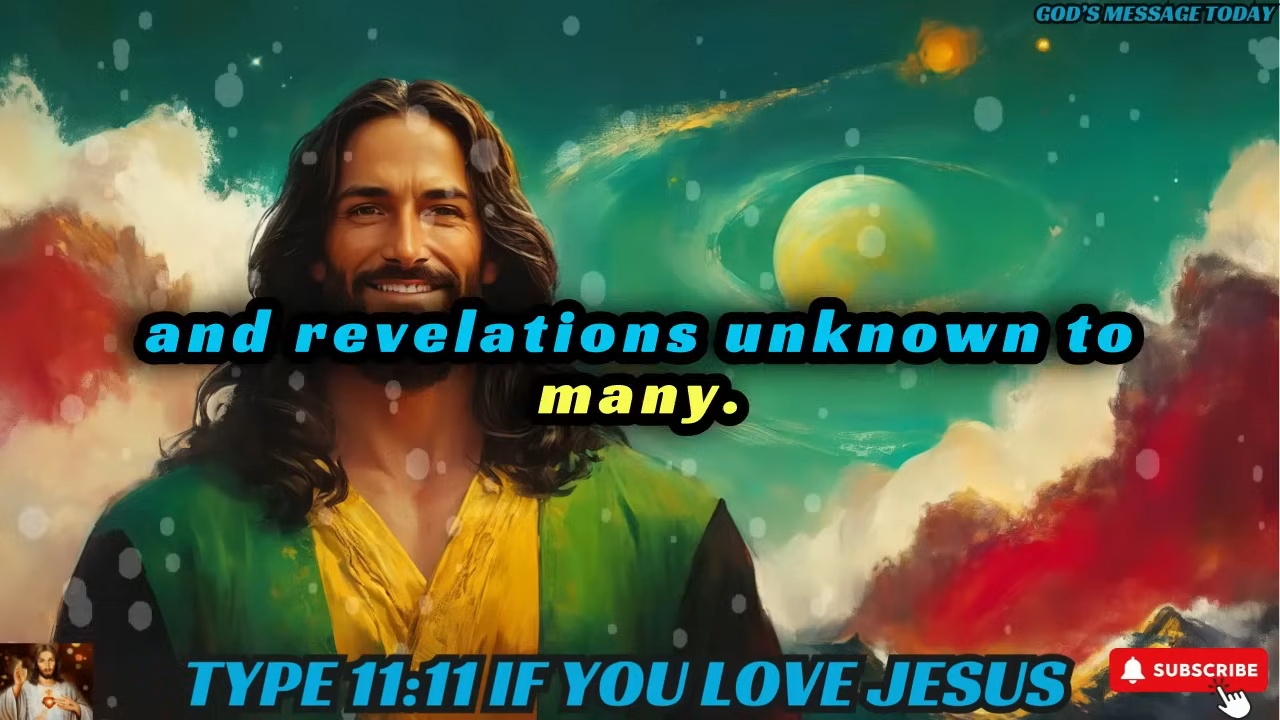 GOD'S MESSAGE TODAY
and revelations unknown to
many.
TYPE 11:11 IF YOU LOVE JESUS
SUBSCRIBE